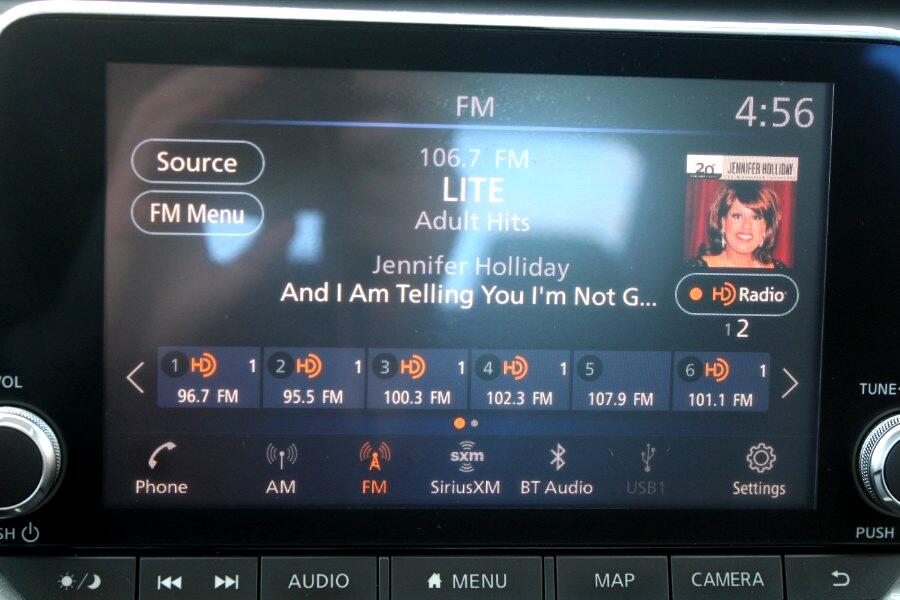 FM
4:56
Source
FM Menu
106.7 FM
LITE
Adult Hits
Jennifer Holliday
And I Am Telling You I'm Not G...
20
JENNIFER HOLLIDAY
HD Radio
1 2
1 HD 1
96.7 FM
2 HD 1
95.5 FM
3 HD 1
100.3 FM
4 HD 1
102.3 FM
5
107.9 FM
6 HD 1
101.1 FM
Phone
AM
FM
sxm
SiriusXM
BT Audio
USB1
Settings
VOL
TUNE
PUSH
AUDIO
MENU
MAP
CAMERA